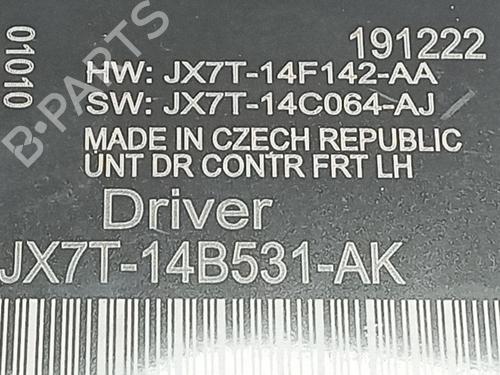 01010
191222
HW: JX7T-14F142-AA
SW: JX7T-14C064-AJ
MADE IN CZECH REPUBLIC
UNT DR CONTR FRT LH
Driver
JX7T-14B531-AK
B-PARTS